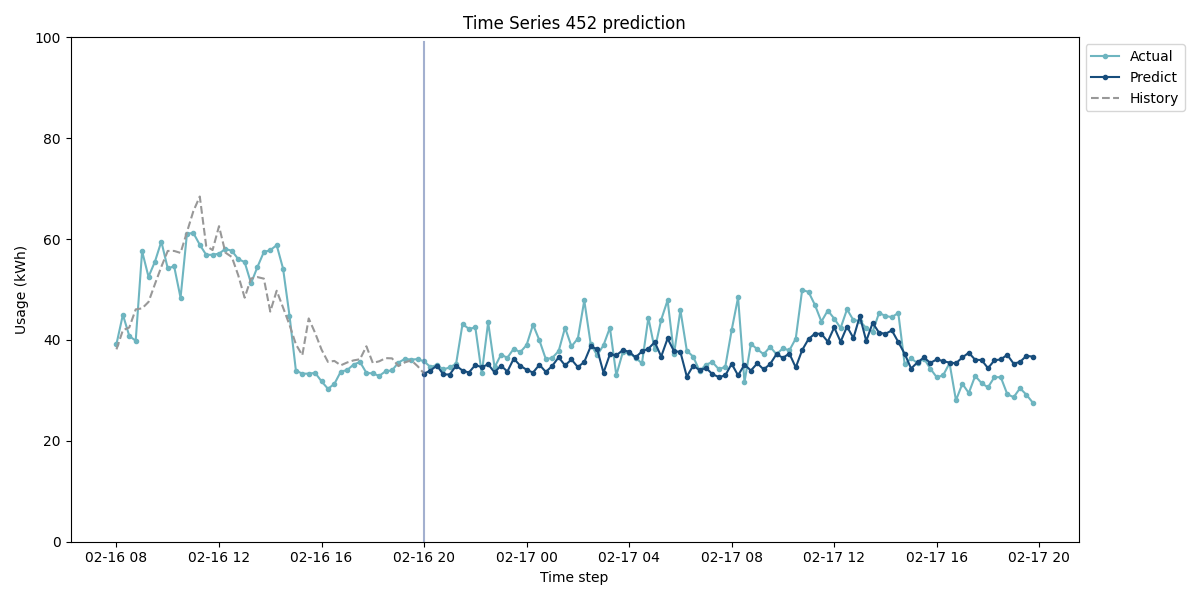 Time Series 452 prediction
100
80
60
40
20
0
Usage (kWh)
02-16 08
02-16 12
02-16 16
02-16 20
02-17 00
02-17 04
02-17 08
02-17 12
02-17 16
02-17 20
Time step
Actual
Predict
History